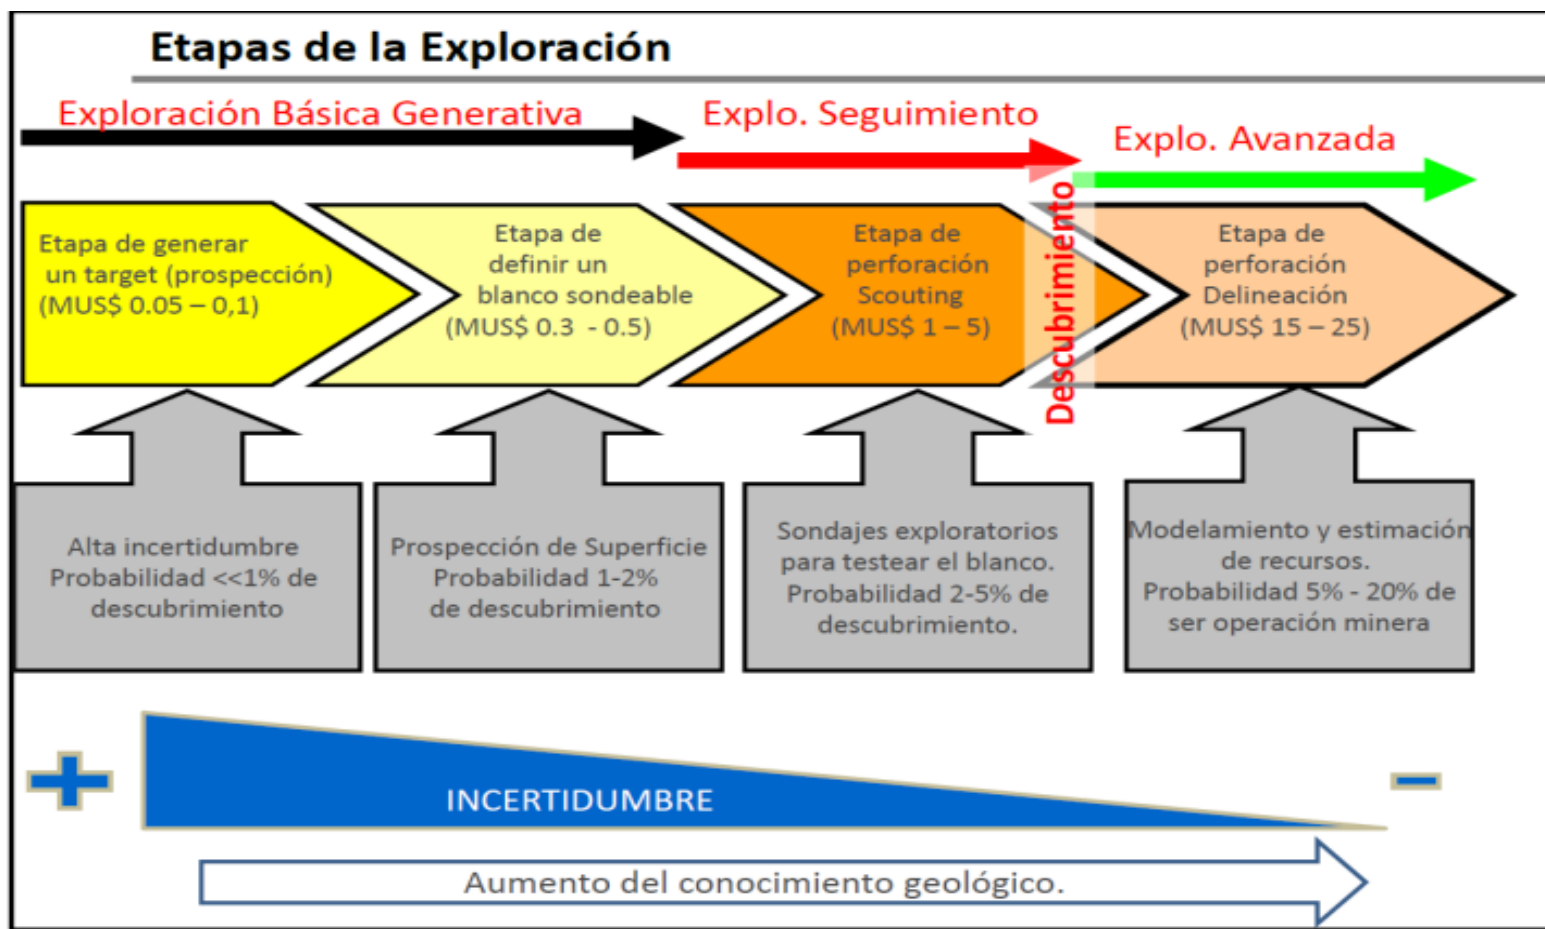 Etapas de la Exploración
Exploración Básica Generativa
Explo. Seguimiento
Explo. Avanzada
Etapa de generar
un target (prospección)
(MUS$ 0.05 – 0,1)
Etapa de
definir un
blanco sondeable
(MUS$ 0.3 - 0.5)
Etapa de
perforación
Scouting
(MUS$ 1 – 5)
Descubrimiento
Etapa de
perforación
Delineación
(MUS$ 15 – 25)
Alta incertidumbre
Probabilidad <<1% de
descubrimiento
Prospección de Superficie
Probabilidad 1-2%
de descubrimiento
Sondajes exploratorios
para testear el blanco.
Probabilidad 2-5% de
descubrimiento.
Modelamiento y estimación
de recursos.
Probabilidad 5% - 20% de
ser operación minera
+
INCERTIDUMBRE
–
Aumento del conocimiento geológico.